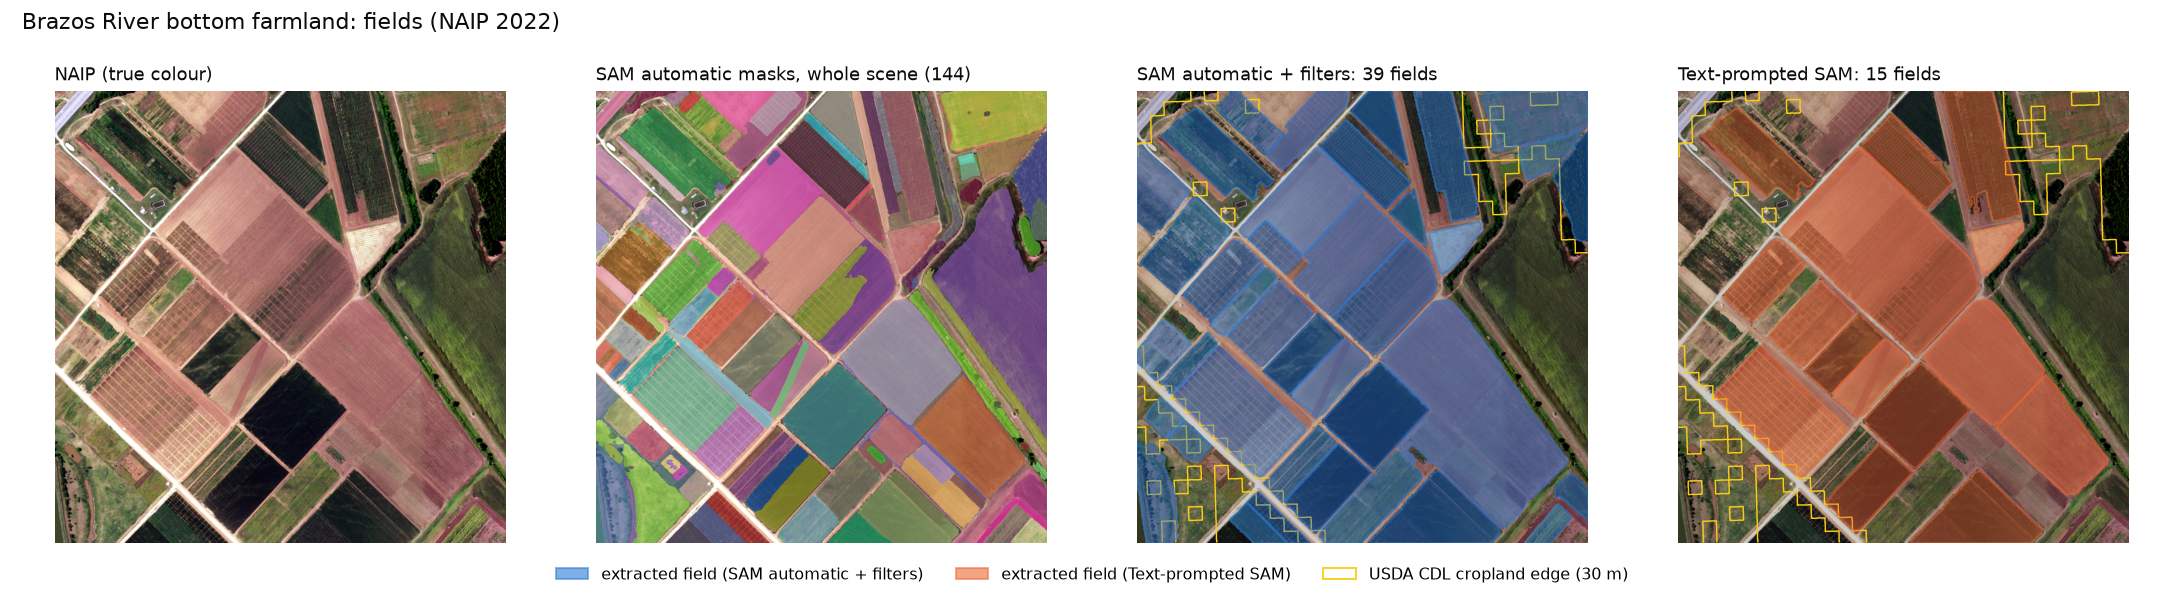 Brazos River bottom farmland: fields (NAIP 2022)
NAIP (true colour)
SAM automatic masks, whole scene (144)
SAM automatic + filters: 39 fields
Text-prompted SAM: 15 fields
extracted field (SAM automatic + filters)
extracted field (Text-prompted SAM)
USDA CDL cropland edge (30 m)